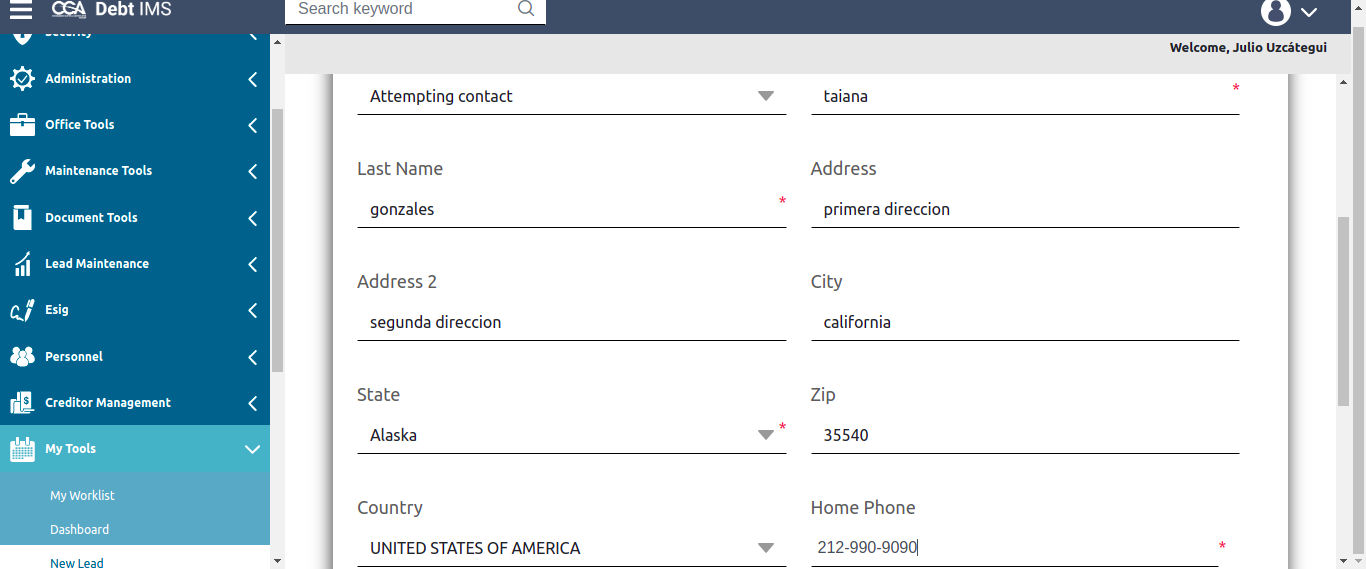 CGA Debt IMS
Search keyword
Welcome, Julio Uzcátegui
Security
Administration
Office Tools
Maintenance Tools
Document Tools
Lead Maintenance
Esig
Personnel
Creditor Management
My Tools
My Worklist
Dashboard
New Lead
Attempting contact
taiana *
Last Name
gonzales *
Address
primera direccion
Address 2
segunda direccion
City
california
State
Alaska *
Zip
35540
Country
UNITED STATES OF AMERICA
Home Phone
212-990-9090 *